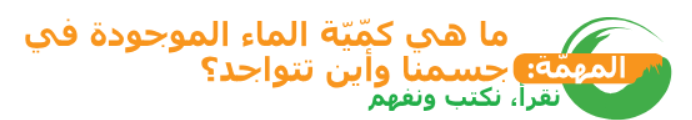 ما هي كمّيّة الماء الموجودة في
المهمّة: جسمنا وأين تتواجد؟
نقرأ، نكتب ونفهم